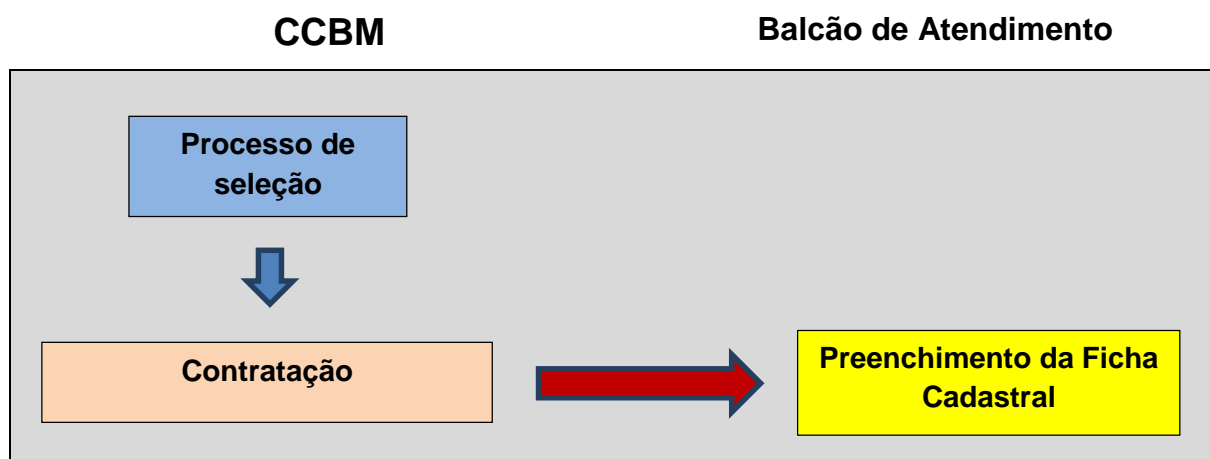 CCBM
Balcão de Atendimento
Processo de
seleção
Contratação
Preenchimento da Ficha
Cadastral